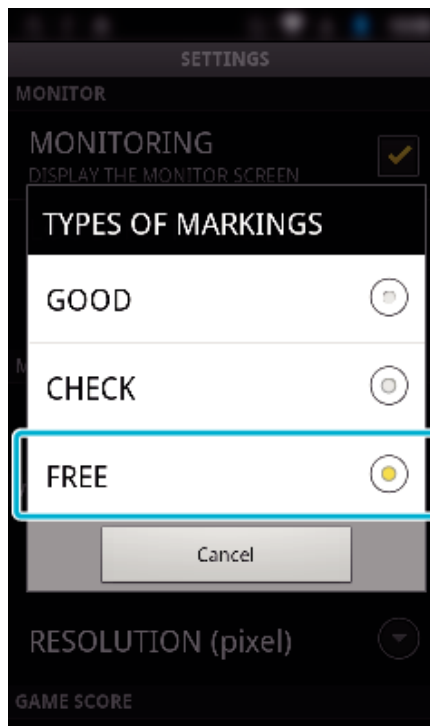 SETTINGS
MONITOR
MONITORING
DISPLAY THE MONITOR SCREEN
TYPES OF MARKINGS
GOOD
CHECK
FREE
Cancel
RESOLUTION (pixel)
GAME SCORE